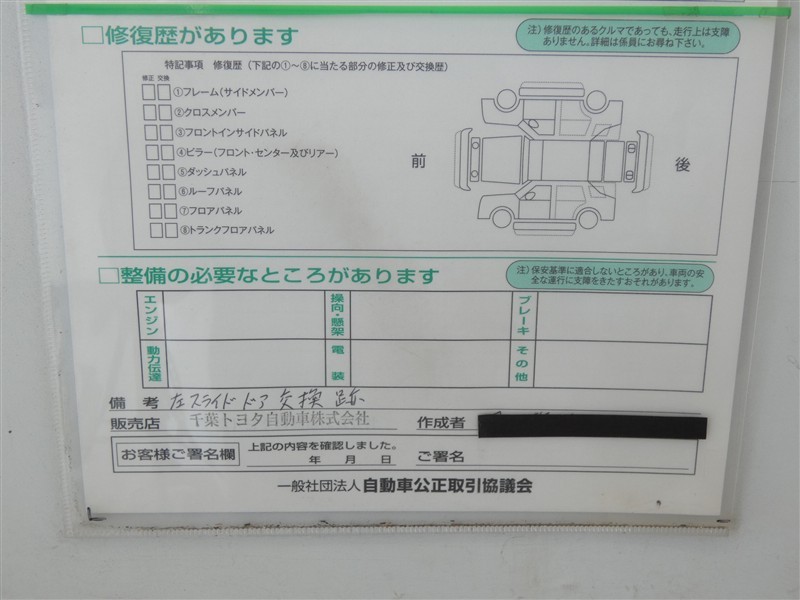 □修復歴があります
注）修復歴のあるクルマであっても、走行上は支障
ありません。詳細は係員にお尋ね下さい。
特記事項 修復歴（下記の①〜⑧に当たる部分の修正及び交換歴）
修正 交換
□□①フレーム（サイドメンバー）
□□②クロスメンバー
□□③フロントインサイドパネル
□□④ピラー（フロント・センター及びリアー）
□□⑤ダッシュパネル
□□⑥ルーフパネル
□□⑦フロアパネル
□□⑧トランクフロアパネル
前
後
□整備の必要なところがあります
注）保安基準に適合しないところがあり、車両の安
全な運行に支障をきたすおそれがあります。
エンジン
操向・懸架
ブレーキ
動力伝達
電装
その他
備考 左スライドドア交換跡
販売店 千葉トヨタ自動車株式会社 作成者
お客様ご署名欄
上記の内容を確認しました。
年 月 日 ご署名
一般社団法人 自動車公正取引協議会